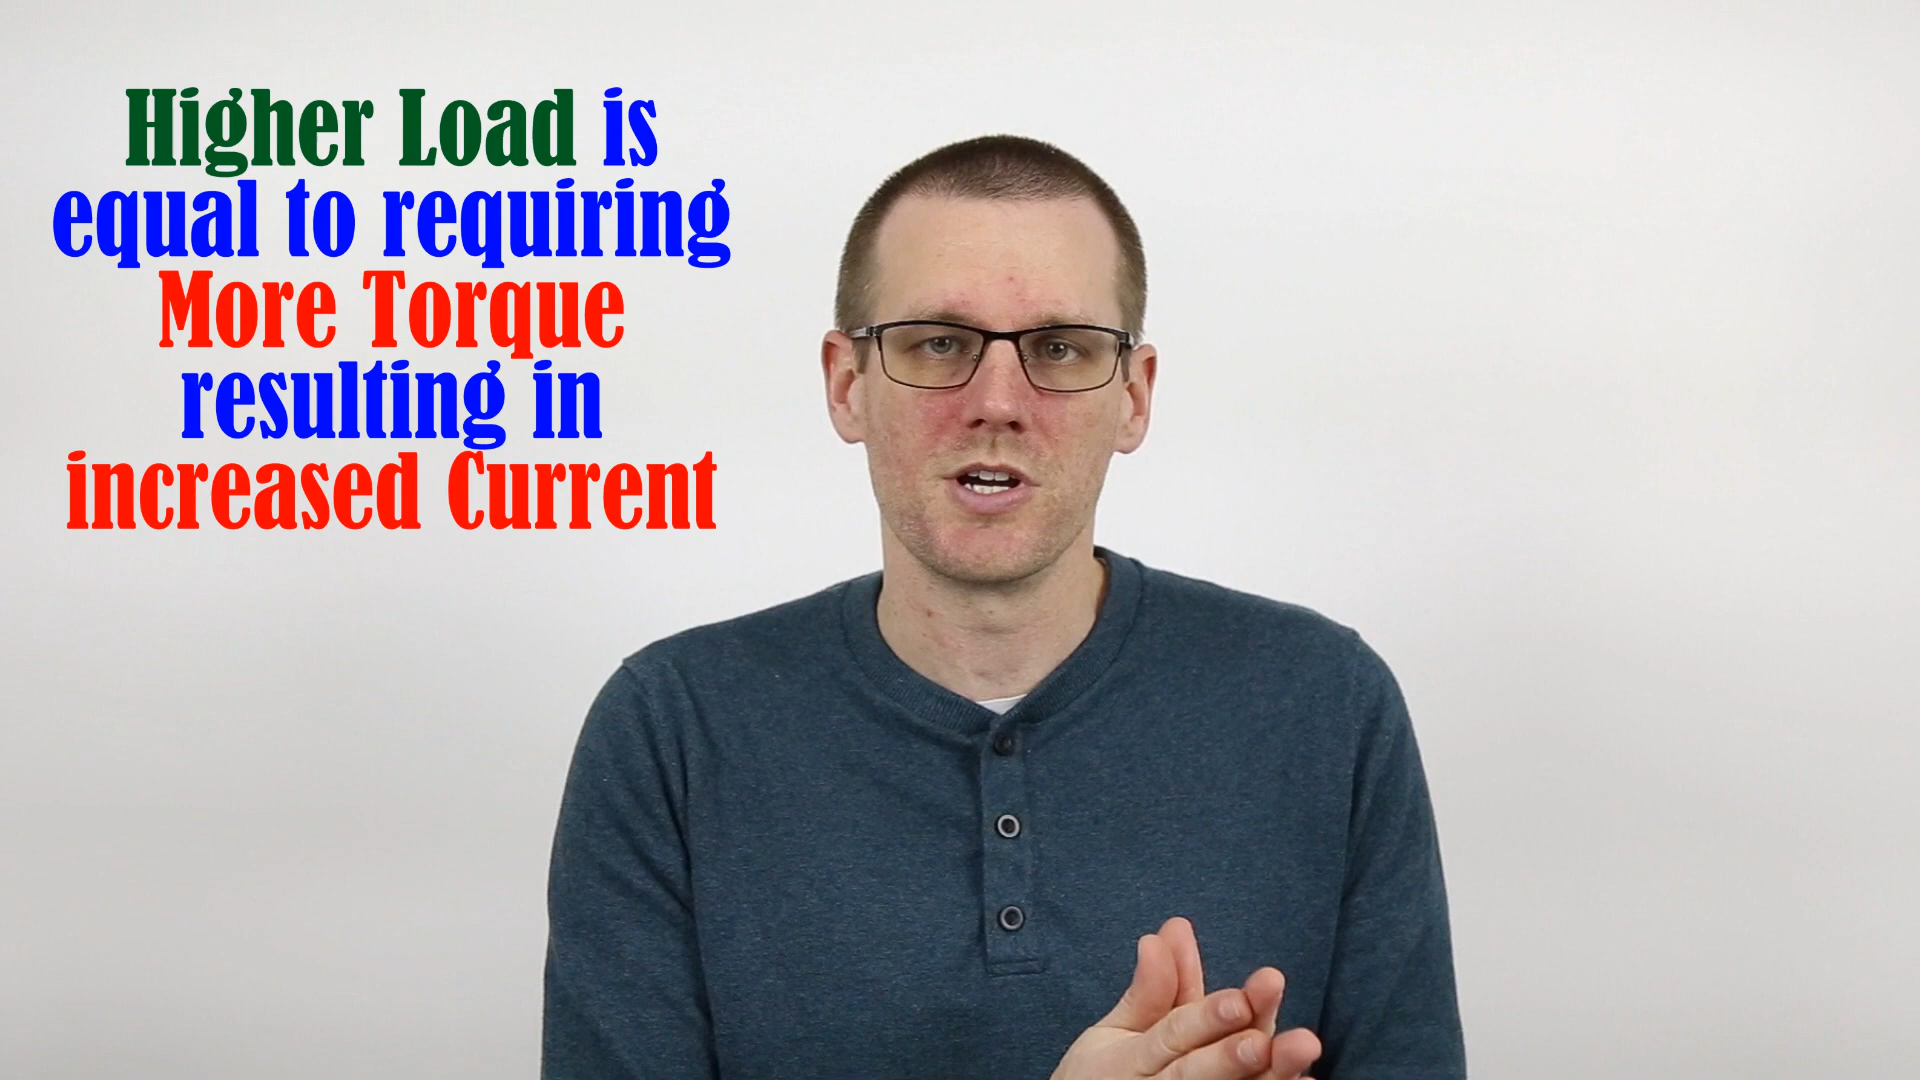 Higher Load is
equal to requiring
More Torque
resulting in
increased Current